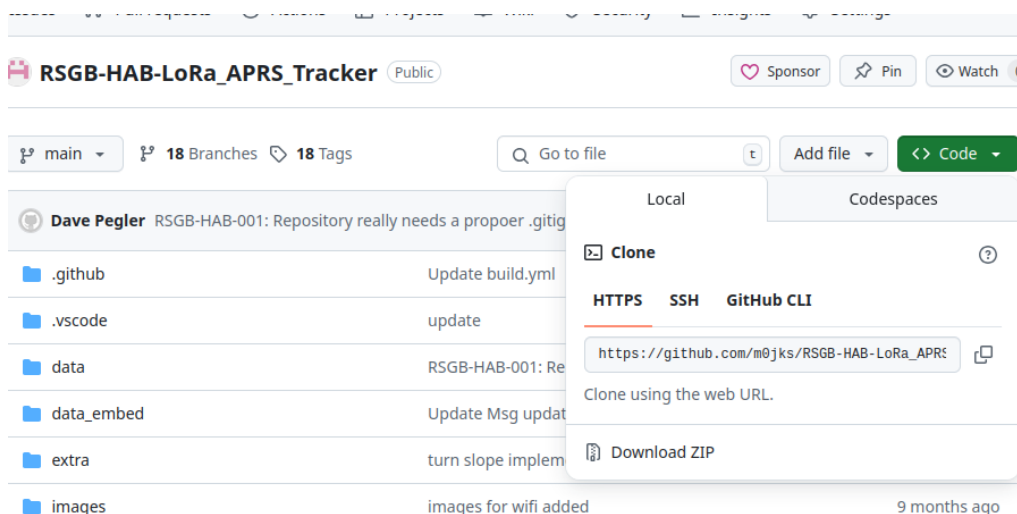 RSGB-HAB-LoRa_APRS_Tracker Public
Sponsor Pin Watch
main 18 Branches 18 Tags
Go to file t Add file <> Code
Local Codespaces
Dave Pegler RSGB-HAB-001: Repository really needs a propoer .gitig
Clone
.github Update build.yml
HTTPS SSH GitHub CLI
.vscode update
https://github.com/m0jks/RSGB-HAB-LoRa_APRS
data RSGB-HAB-001: Re
Clone using the web URL.
data_embed Update Msg updat
Download ZIP
extra turn slope implem
images images for wifi added 9 months ago